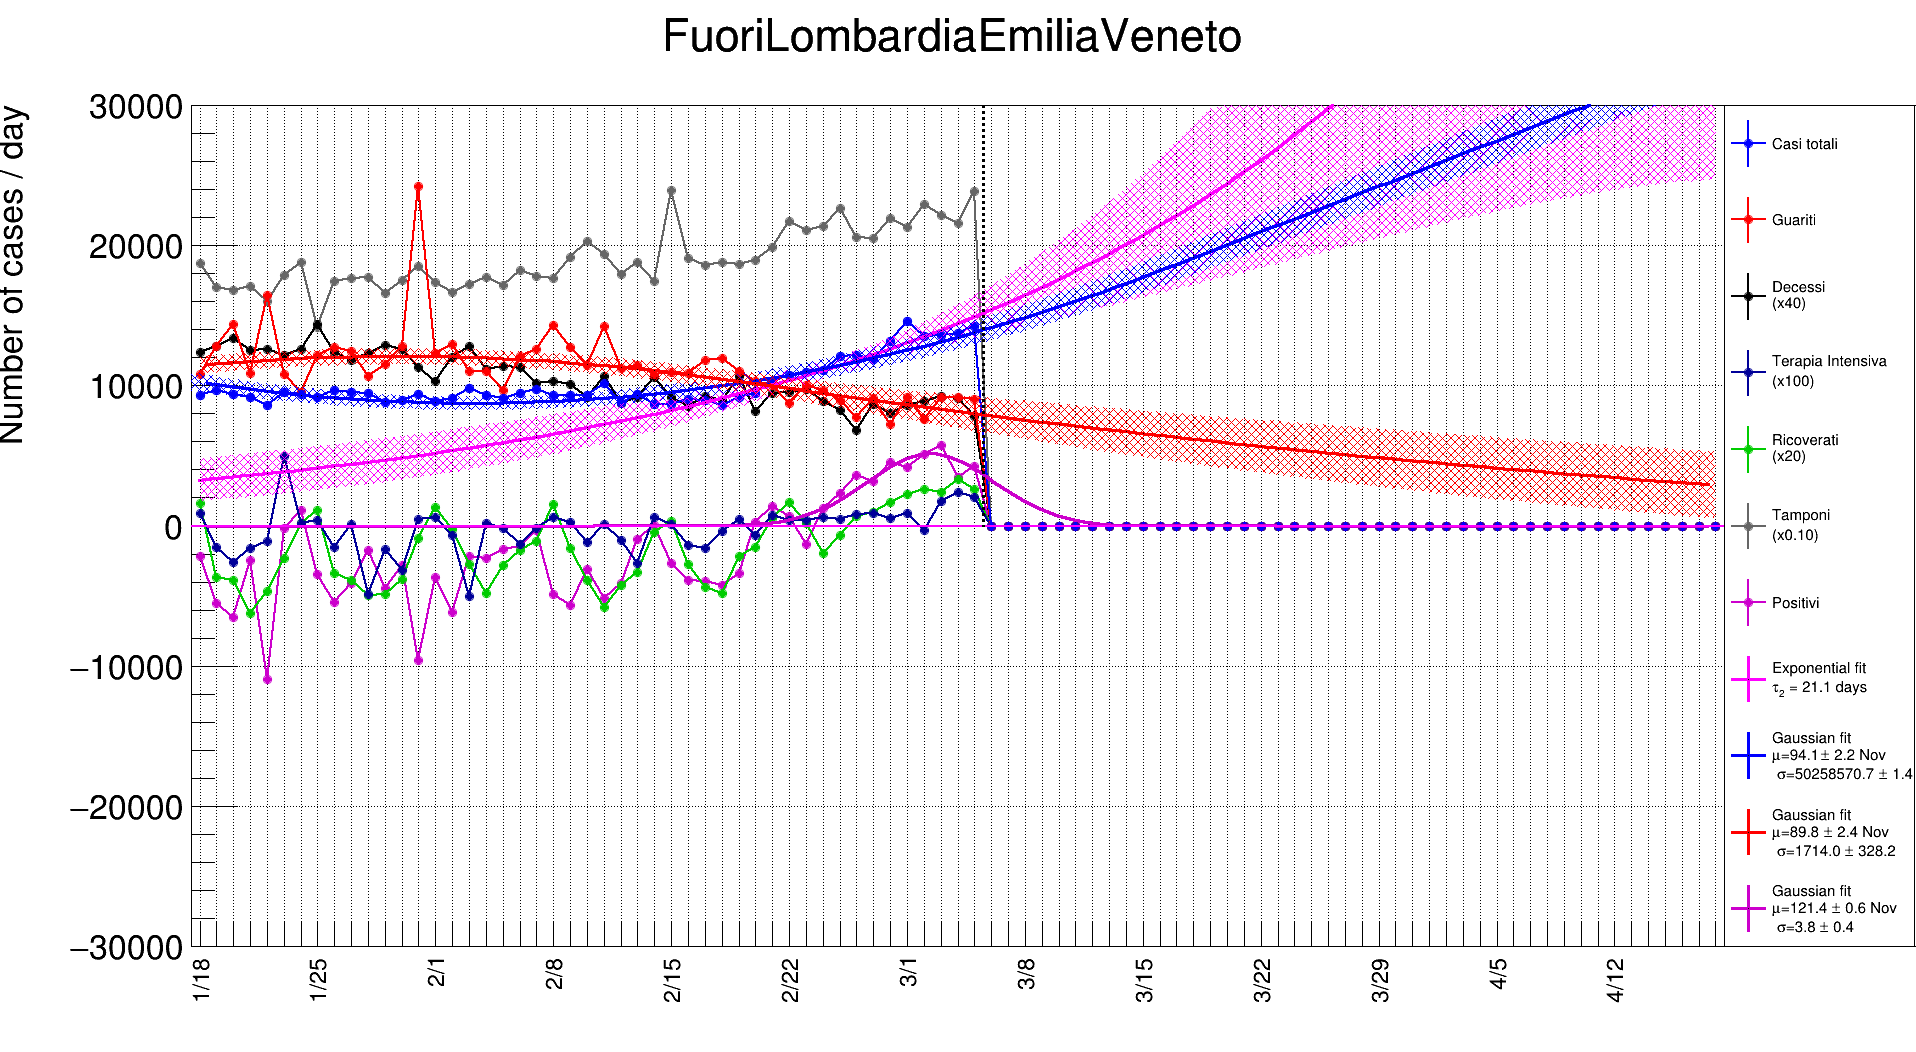 FuoriLombardiaEmiliaVeneto
Number of cases / day
30000
20000
10000
0
−10000
−20000
−30000
1/18
1/25
2/1
2/8
2/15
2/22
3/1
3/8
3/15
3/22
3/29
4/5
4/12
Casi totali
Guariti
Decessi
(x40)
Terapia Intensiva
(x100)
Ricoverati
(x20)
Tamponi
(x0.10)
Positivi
Exponential fit
τ2 = 21.1 days
Gaussian fit
μ=94.1 ± 2.2 Nov
σ=50258570.7 ± 1.4
Gaussian fit
μ=89.8 ± 2.4 Nov
σ=1714.0 ± 328.2
Gaussian fit
μ=121.4 ± 0.6 Nov
σ=3.8 ± 0.4